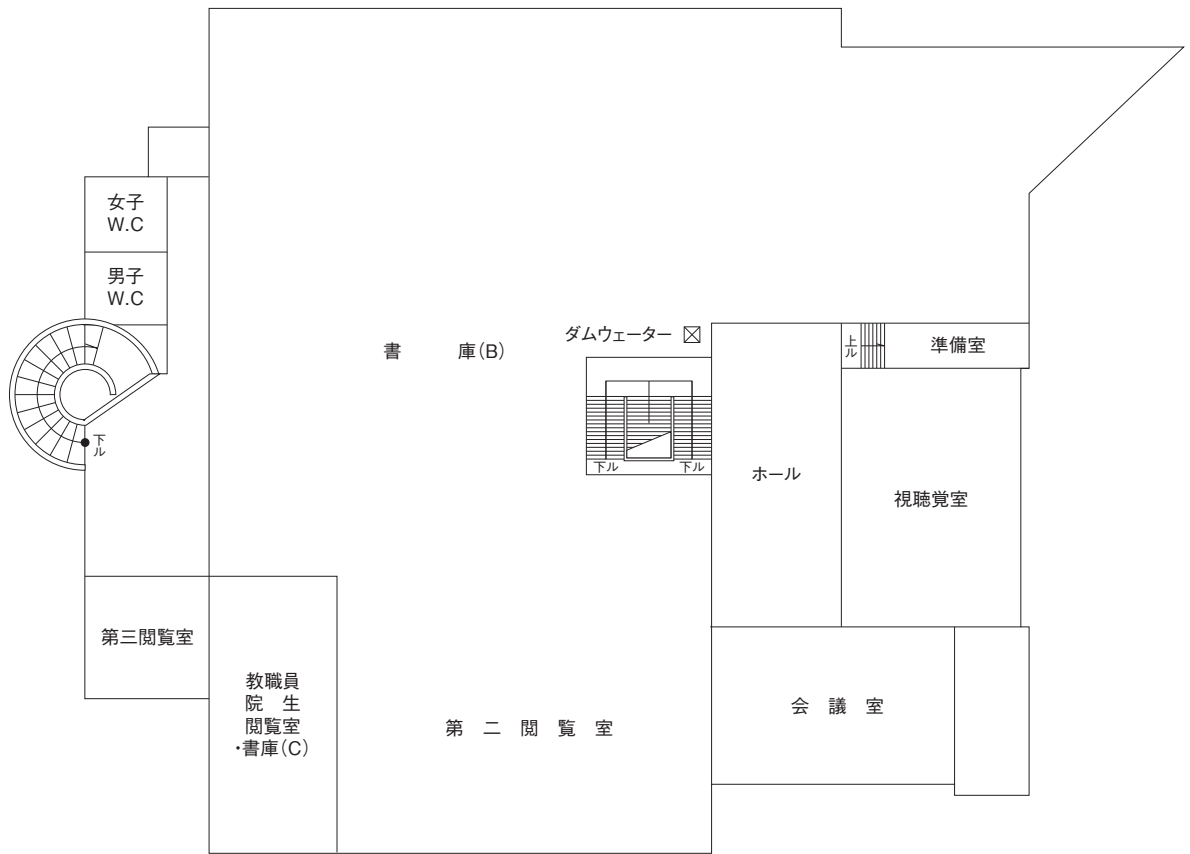 女子
W.C
男子
W.C
ダムウェーター
書　庫(B)
上ル
準備室
下ル
下ル
下ル
ホール
視聴覚室
第三閲覧室
教職員
院　生
閲覧室
・書庫(C)
第　二　閲　覧　室
会　議　室